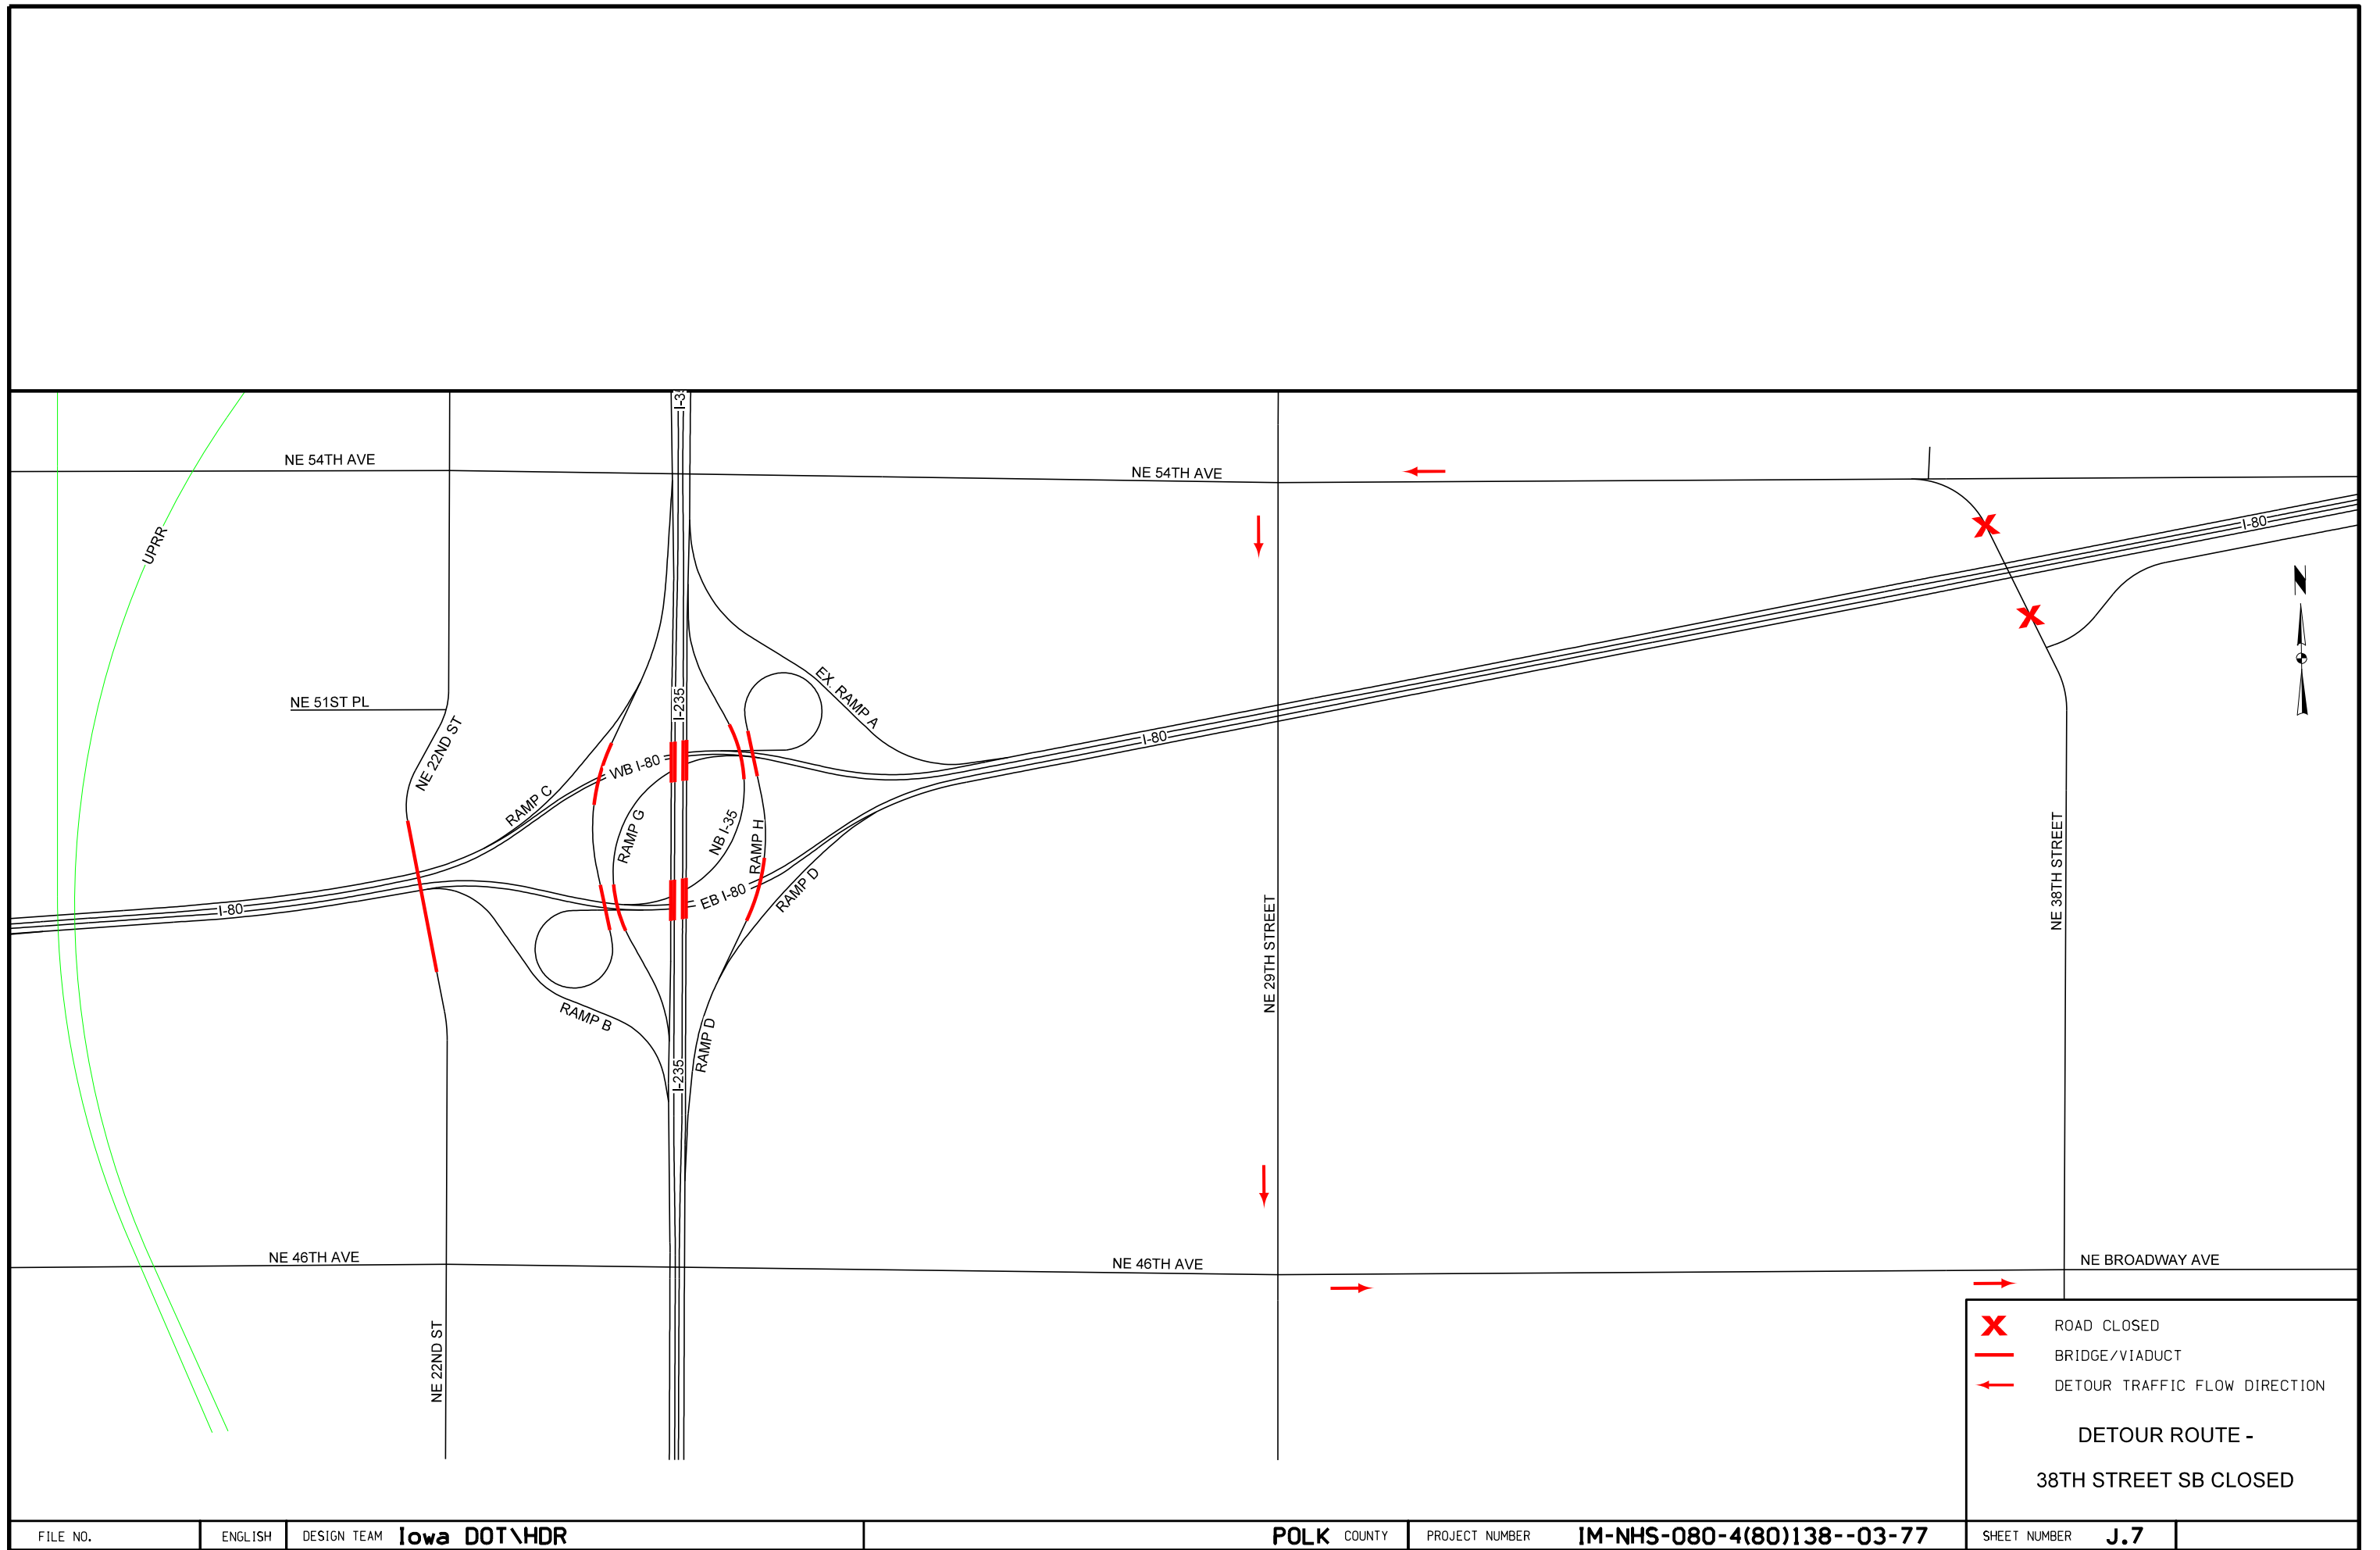 I-3
NE 54TH AVE
NE 54TH AVE
I-80
UPRR
N
EX. RAMP A
NE 51ST PL
I-235
NE 22ND ST
I-80
WB I-80
RAMP C
RAMP G
NB I-35
RAMP H
NE 38TH STREET
EB I-80
RAMP D
I-80
NE 29TH STREET
RAMP B
RAMP D
I-235
NE 46TH AVE
NE 46TH AVE
NE BROADWAY AVE
NE 22ND ST
X ROAD CLOSED
BRIDGE/VIADUCT
DETOUR TRAFFIC FLOW DIRECTION
DETOUR ROUTE -
38TH STREET SB CLOSED
FILE NO. ENGLISH DESIGN TEAM Iowa DOT\HDR POLK COUNTY PROJECT NUMBER IM-NHS-080-4(80)138--03-77 SHEET NUMBER J.7